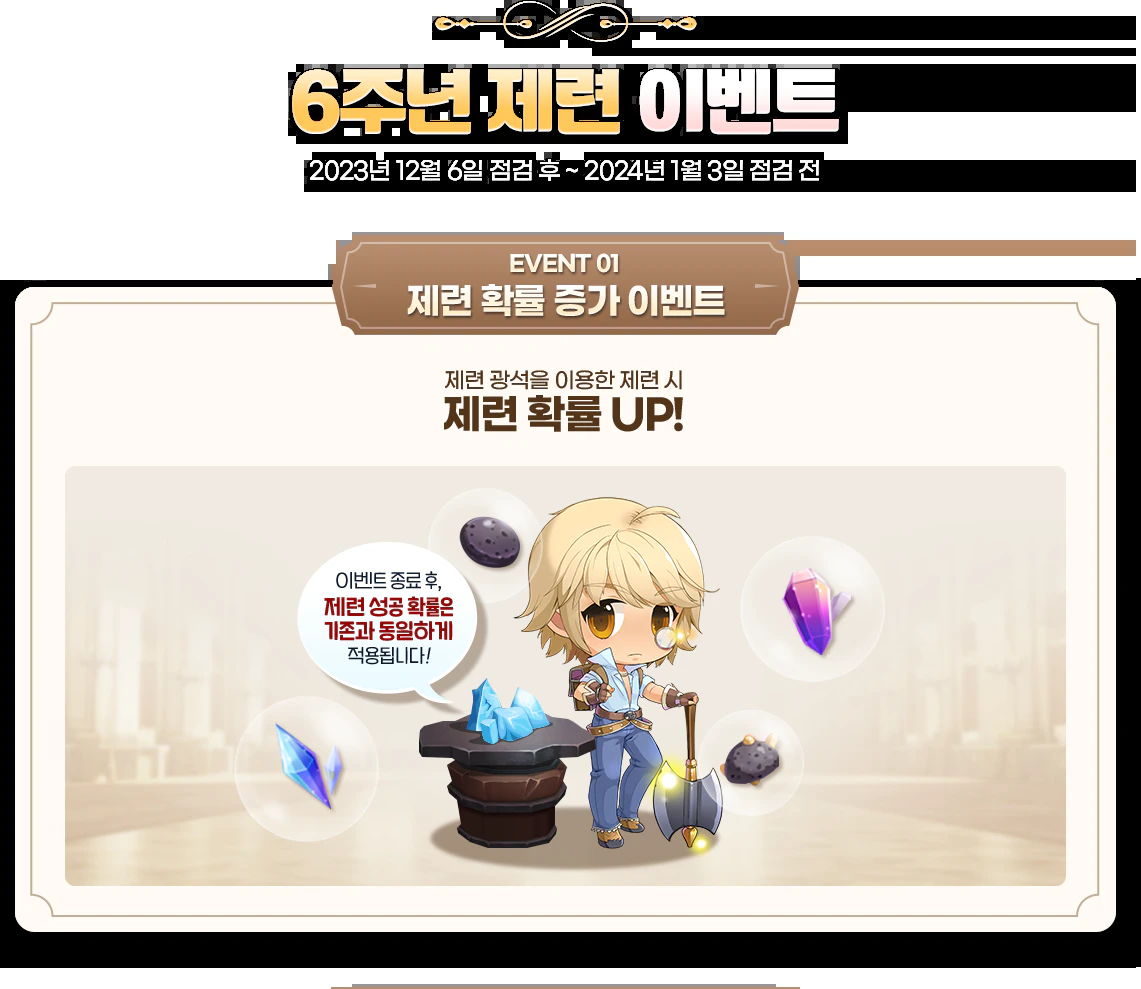 6주년 제련 이벤트
2023년 12월 6일 점검 후 ~ 2024년 1월 3일 점검 전
EVENT 01
제련 확률 증가 이벤트
제련 광석을 이용한 제련 시
제련 확률 UP!
이벤트 종료 후,
제련 성공 확률은
기존과 동일하게
적용됩니다!